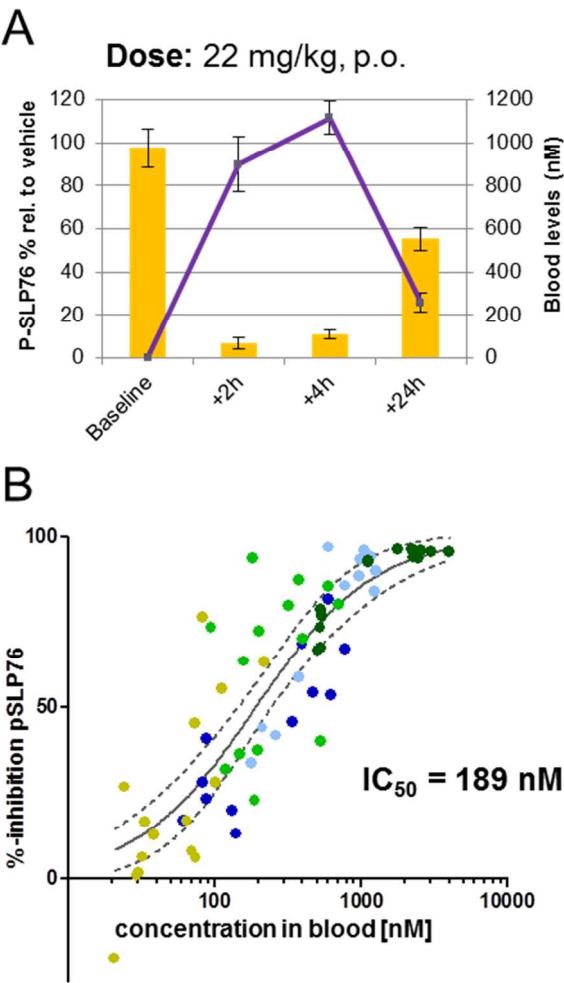 A
Dose: 22 mg/kg, p.o.
P-SLP76 % rel. to vehicle
120
100
80
60
40
20
0
1200
1000
800
600
400
200
0
Blood levels (nM)
Baseline
+2h
+4h
+24h
B
%-inhibition pSLP76
100
50
0
IC50 = 189 nM
100
1000
10000
concentration in blood [nM]